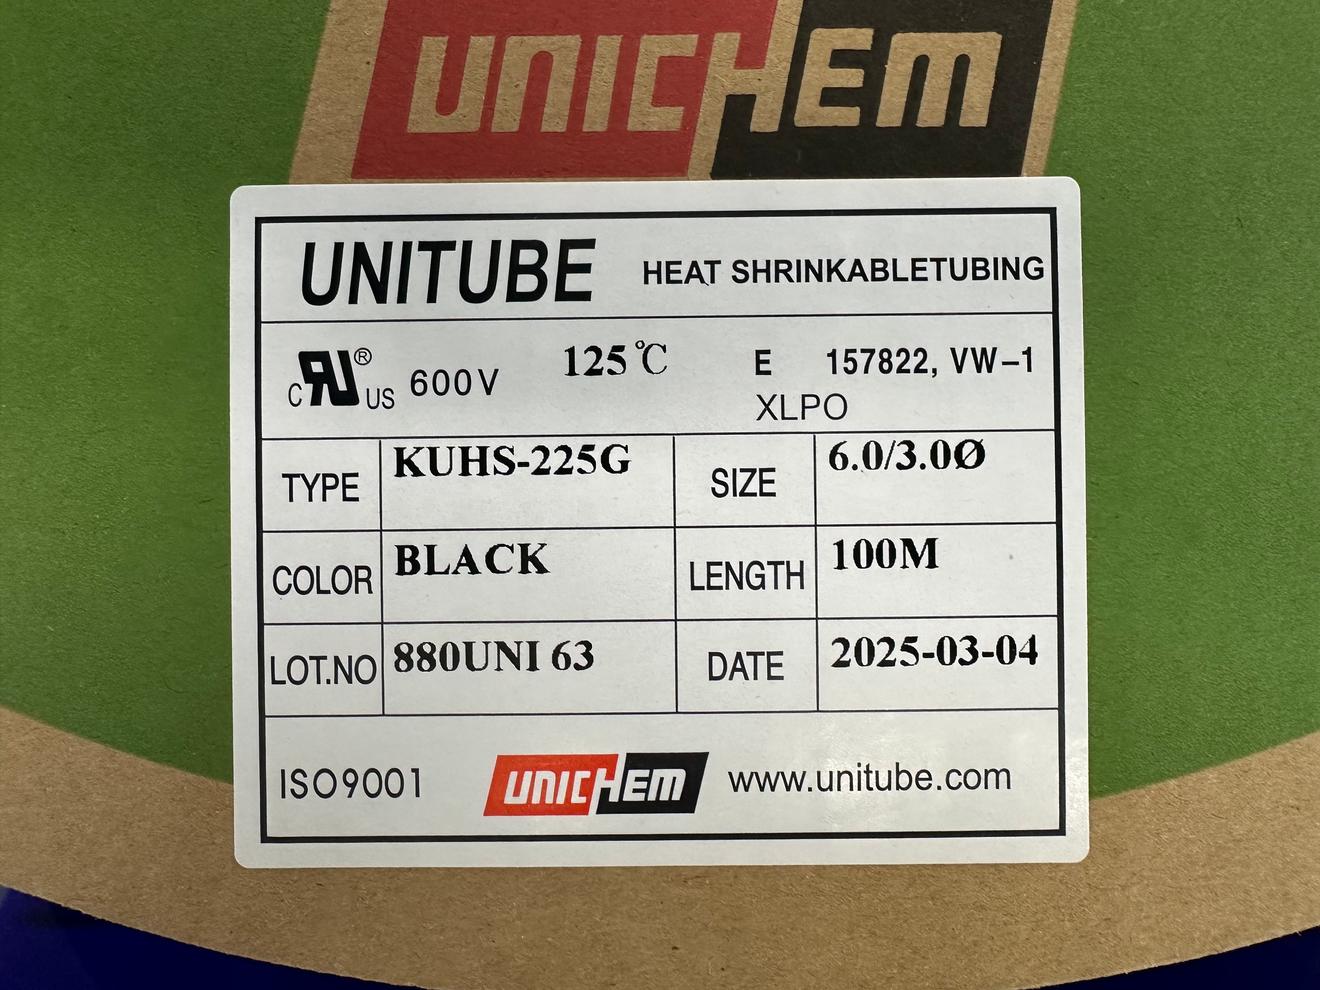 UNICHEM
UNITUBE HEAT SHRINKABLETUBING
cRU®US 600V 125℃ E 157822, VW-1
XLPO
TYPE KUHS-225G SIZE 6.0/3.0Ø
COLOR BLACK LENGTH 100M
LOT.NO 880UNI 63 DATE 2025-03-04
ISO9001 UNICHEM www.unitube.com